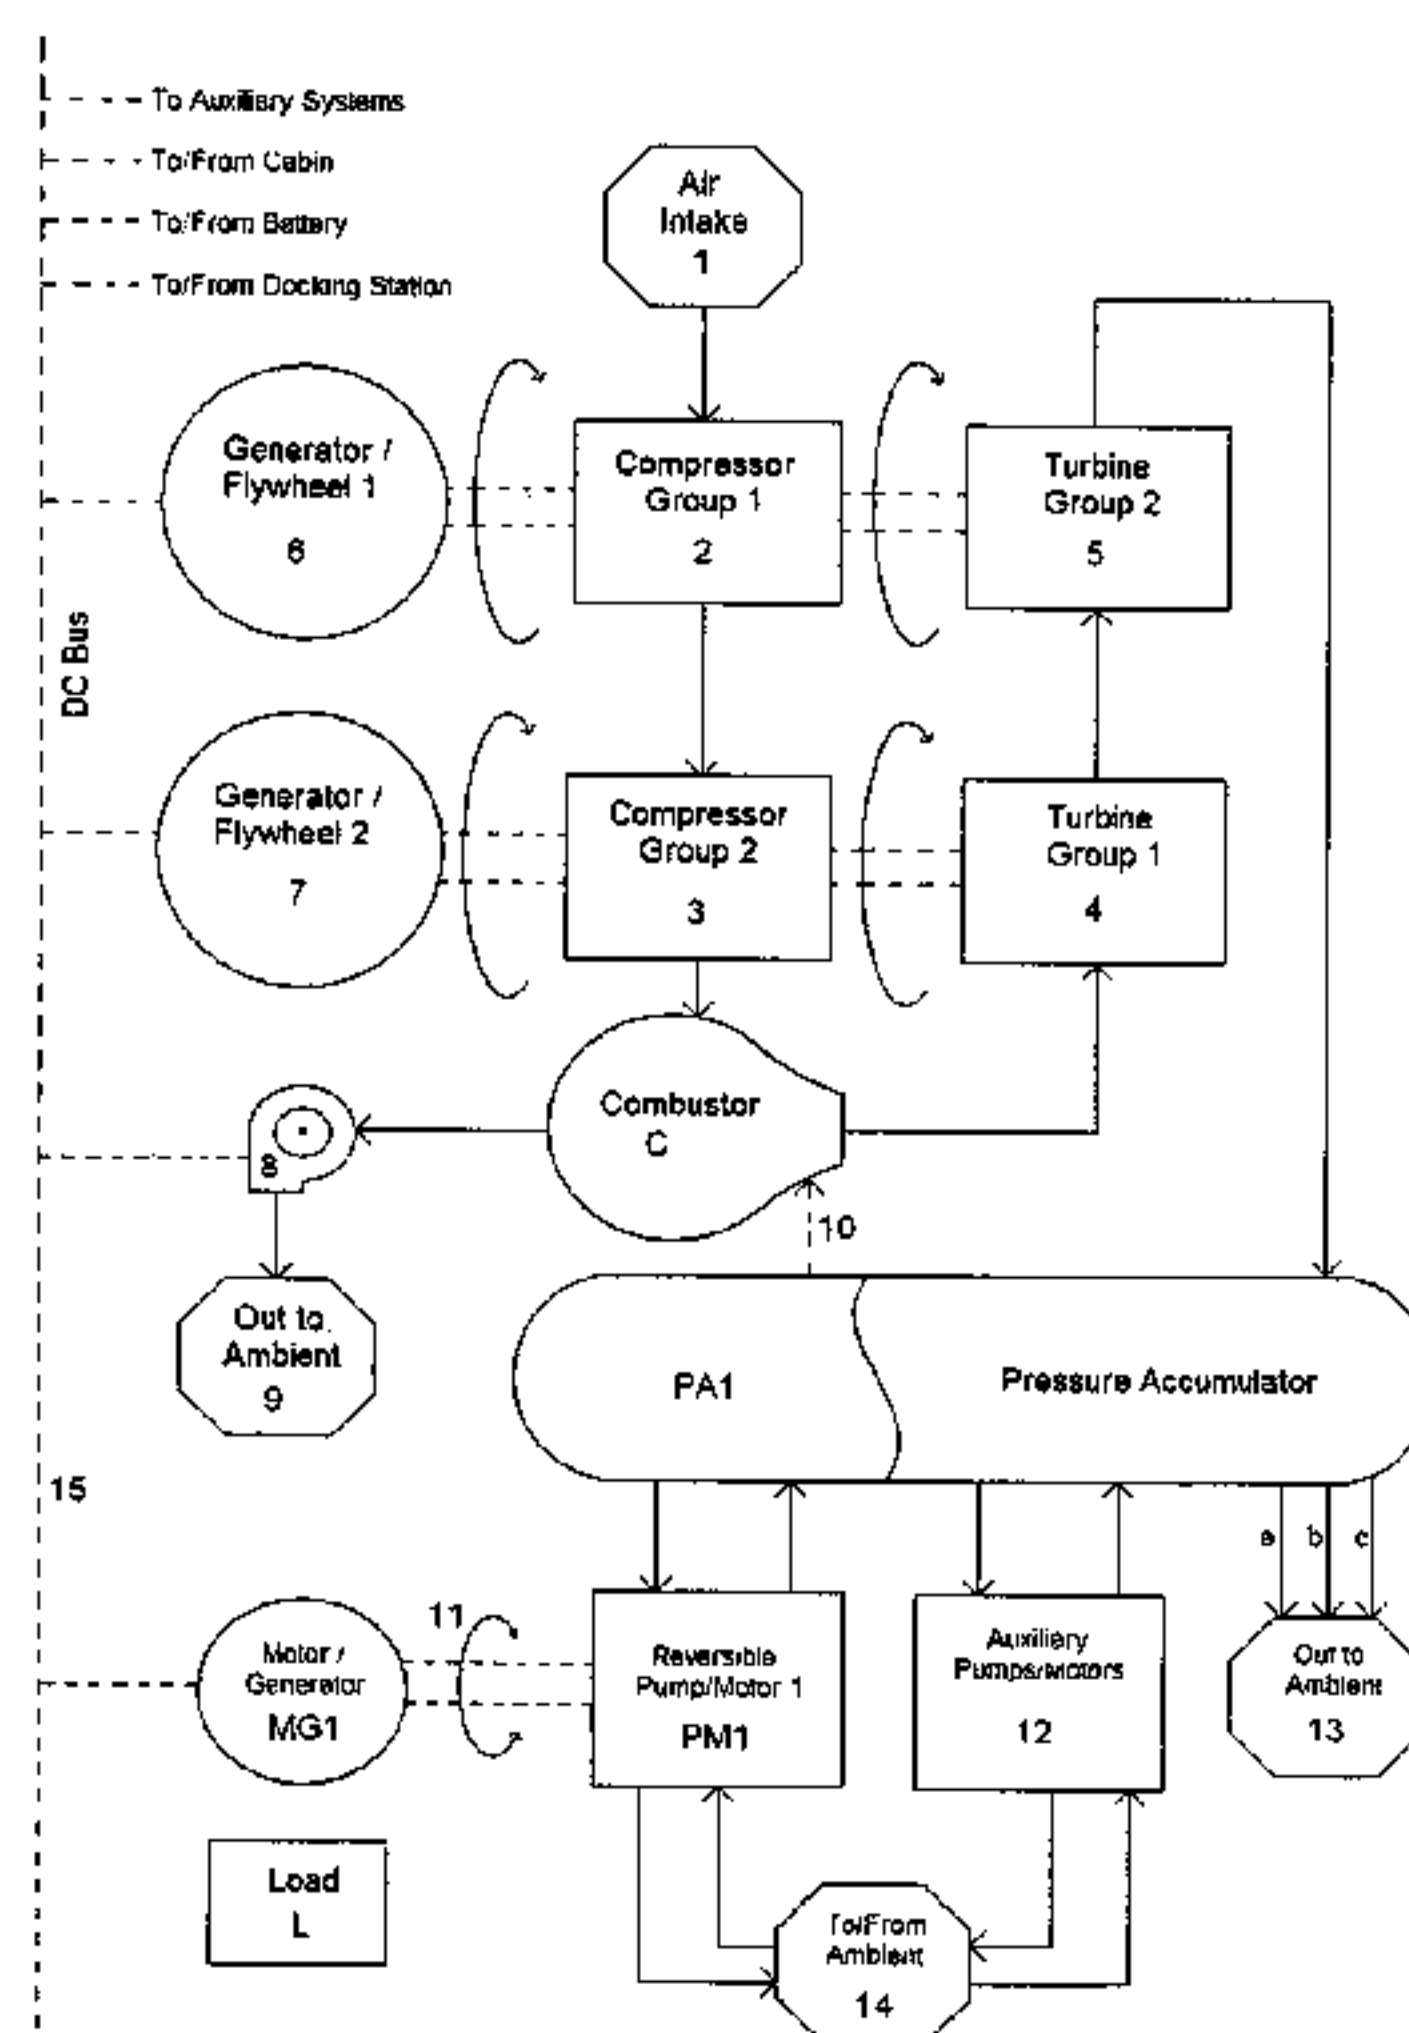 To Auxiliary Systems
To/From Cabin
To/From Battery
To/From Docking Station
Air
Intake
1
Generator /
Flywheel 1
6
Compressor
Group 1
2
Turbine
Group 2
5
DC Bus
Generator /
Flywheel 2
7
Compressor
Group 2
3
Turbine
Group 1
4
Combustor
C
8
10
Out to
Ambient
9
PA1
Pressure Accumulator
15
a
b
c
11
Motor /
Generator
MG1
Reversible
Pump/Motor 1
PM1
Auxiliary
Pumps/Motors
12
Out to
Ambient
13
Load
L
To/From
Ambient
14